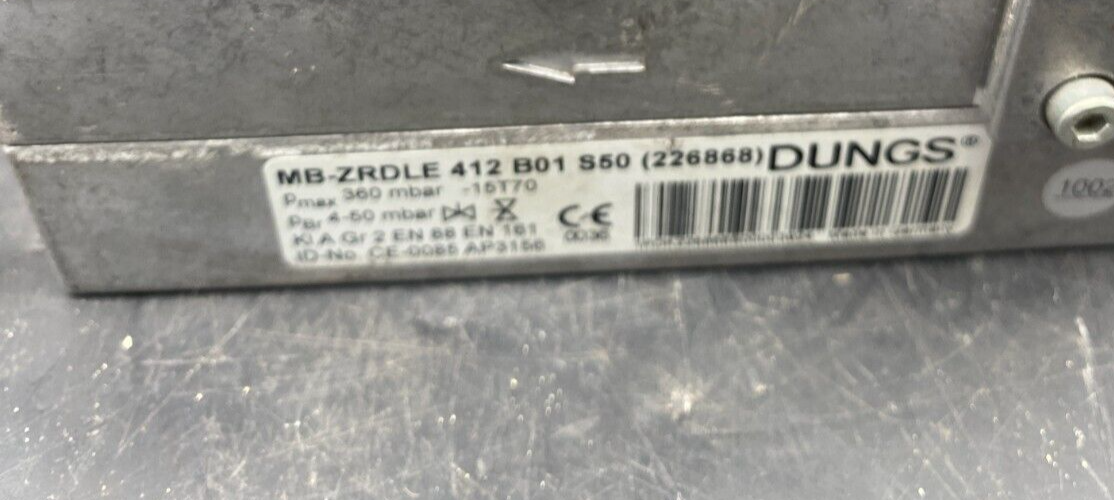 MB-ZRDLE 412 B01 S50 (226868) DUNGS®
Pmax 360 mbar -15T70
PBr 4-50 mbar
Kl A Gr 2 EN 88 EN 161
CE 0036
ID-No CE-0085 AP3156
100